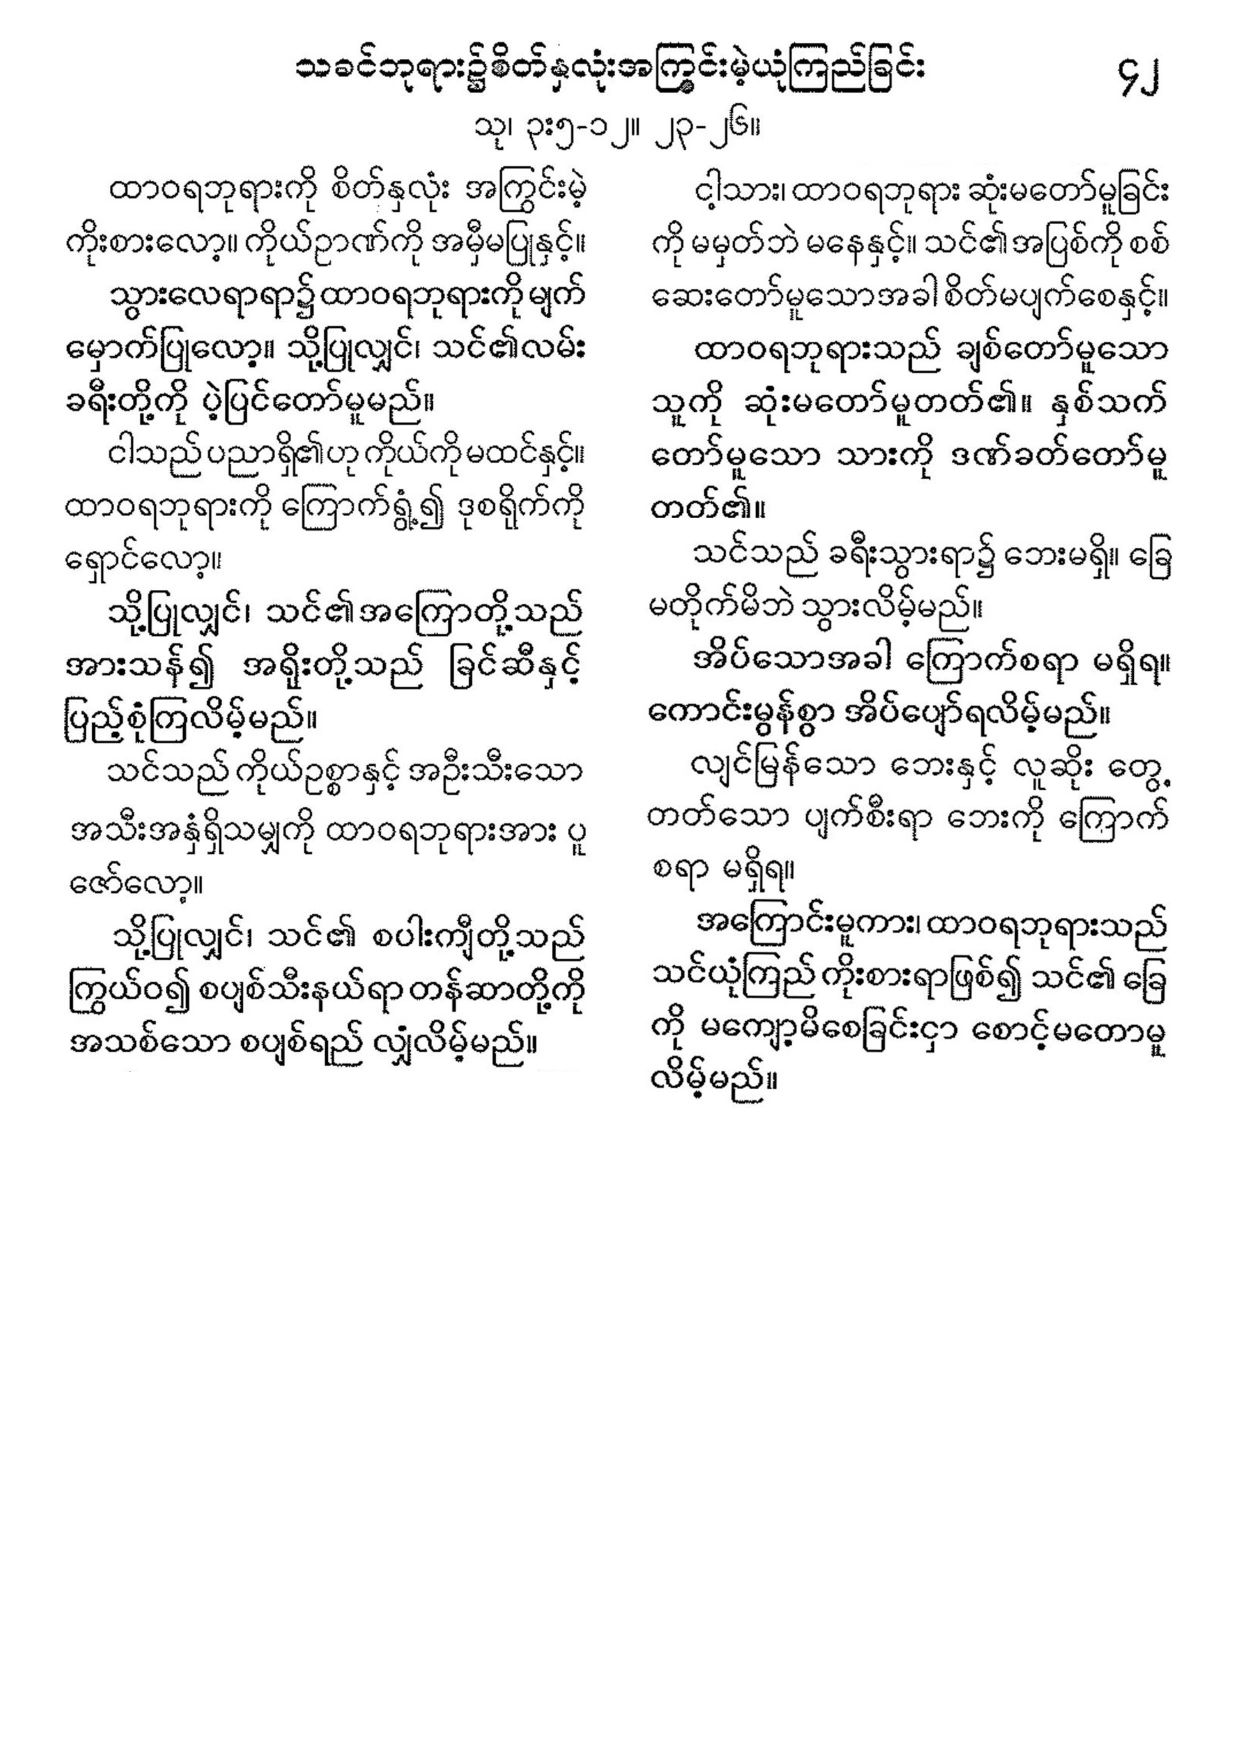 သခင်ဘုရား၌စိတ်နှလုံးအကြွင်းမဲ့ယုံကြည်ခြင်း ၄၂
သု၊ ၃း၅-၁၂။ ၂၃-၂၆။
ထာဝရဘုရားကို စိတ်နှလုံး အကြွင်းမဲ့
ကိုးစားလော့။ ကိုယ်ဉာဏ်ကို အမှီမပြုနှင့်။
သွားလေရာရာ၌ ထာဝရဘုရားကို မျက်
မှောက်ပြုလော့။ သို့ပြုလျှင်၊ သင်၏လမ်း
ခရီးတို့ကို ပဲ့ပြင်တော်မူမည်။
ငါသည် ပညာရှိ၏ဟု ကိုယ်ကို မထင်နှင့်။
ထာဝရဘုရားကို ကြောက်ရွံ့၍ ဒုစရိုက်ကို
ရှောင်လော့။
သို့ပြုလျှင်၊ သင်၏အကြောတို့သည်
အားသန်၍ အရိုးတို့သည် ခြင်ဆီနှင့်
ပြည့်စုံကြလိမ့်မည်။
သင်သည် ကိုယ်ဥစ္စာနှင့် အဦးသီးသော
အသီးအနှံရှိသမျှကို ထာဝရဘုရားအား ပူ
ဇော်လော့။
သို့ပြုလျှင်၊ သင်၏ စပါးကျီတို့သည်
ကြွယ်ဝ၍ စပျစ်သီးနယ်ရာ တန်ဆာတို့ကို
အသစ်သော စပျစ်ရည် လျှံလိမ့်မည်။
ငါ့သား၊ ထာဝရဘုရား ဆုံးမတော်မူခြင်း
ကို မမှတ်ဘဲ မနေနှင့်။ သင်၏အပြစ်ကို စစ်
ဆေးတော်မူသောအခါ စိတ်မပျက်စေနှင့်။
ထာဝရဘုရားသည် ချစ်တော်မူသော
သူကို ဆုံးမတော်မူတတ်၏။ နှစ်သက်
တော်မူသော သားကို ဒဏ်ခတ်တော်မူ
တတ်၏။
သင်သည် ခရီးသွားရာ၌ ဘေးမရှိ။ ခြေ
မတိုက်မိဘဲ သွားလိမ့်မည်။
အိပ်သောအခါ ကြောက်စရာ မရှိရ။
ကောင်းမွန်စွာ အိပ်ပျော်ရလိမ့်မည်။
လျင်မြန်သော ဘေးနှင့် လူဆိုး တွေ့
တတ်သော ပျက်စီးရာ ဘေးကို ကြောက်
စရာ မရှိရ။
အကြောင်းမူကား၊ ထာဝရဘုရားသည်
သင်ယုံကြည် ကိုးစားရာဖြစ်၍ သင်၏ ခြေ
ကို မကျော့မိစေခြင်းငှာ စောင့်မတောမူ
လိမ့်မည်။